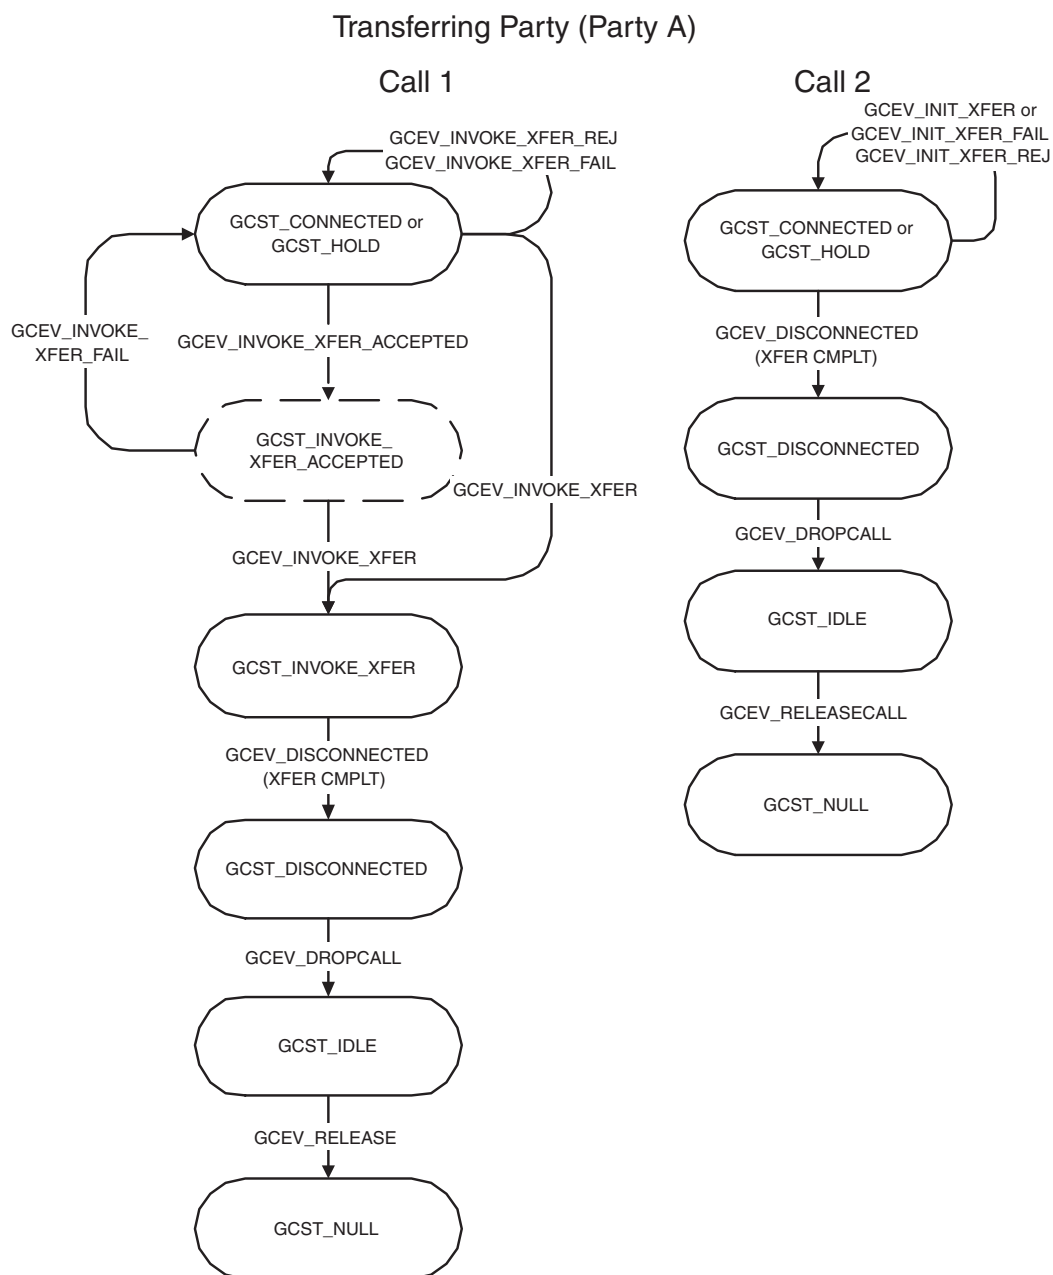 Transferring Party (Party A)
Call 1
GCEV_INVOKE_XFER_REJ
GCEV_INVOKE_XFER_FAIL
GCST_CONNECTED or
GCST_HOLD
GCEV_INVOKE_
XFER_FAIL
GCEV_INVOKE_XFER_ACCEPTED
GCST_INVOKE_
XFER_ACCEPTED
GCEV_INVOKE_XFER
GCEV_INVOKE_XFER
GCST_INVOKE_XFER
GCEV_DISCONNECTED
(XFER CMPLT)
GCST_DISCONNECTED
GCEV_DROPCALL
GCST_IDLE
GCEV_RELEASE
GCST_NULL
Call 2
GCEV_INIT_XFER or
GCEV_INIT_XFER_FAIL
GCEV_INIT_XFER_REJ
GCST_CONNECTED or
GCST_HOLD
GCEV_DISCONNECTED
(XFER CMPLT)
GCST_DISCONNECTED
GCEV_DROPCALL
GCST_IDLE
GCEV_RELEASECALL
GCST_NULL